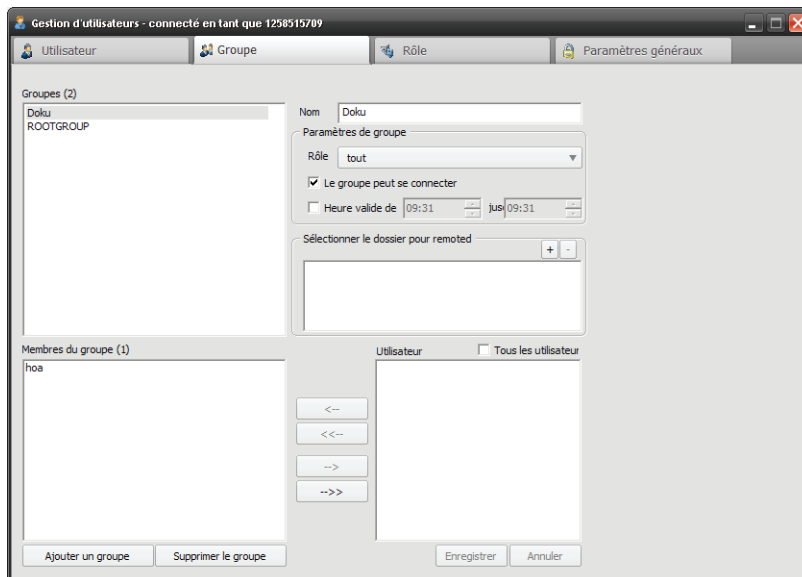 Gestion d'utilisateurs - connecté en tant que 1258515709
Utilisateur
Groupe
Rôle
Paramètres généraux
Groupes (2)
Doku
ROOTGROUP
Nom
Doku
Paramètres de groupe
Rôle
tout
Le groupe peut se connecter
Heure valide de
09:31
jus
09:31
Sélectionner le dossier pour remoted
+
-
Membres du groupe (1)
hoa
Utilisateur
Tous les utilisateur
<--
<<--
-->
-->>
Ajouter un groupe
Supprimer le groupe
Enregistrer
Annuler